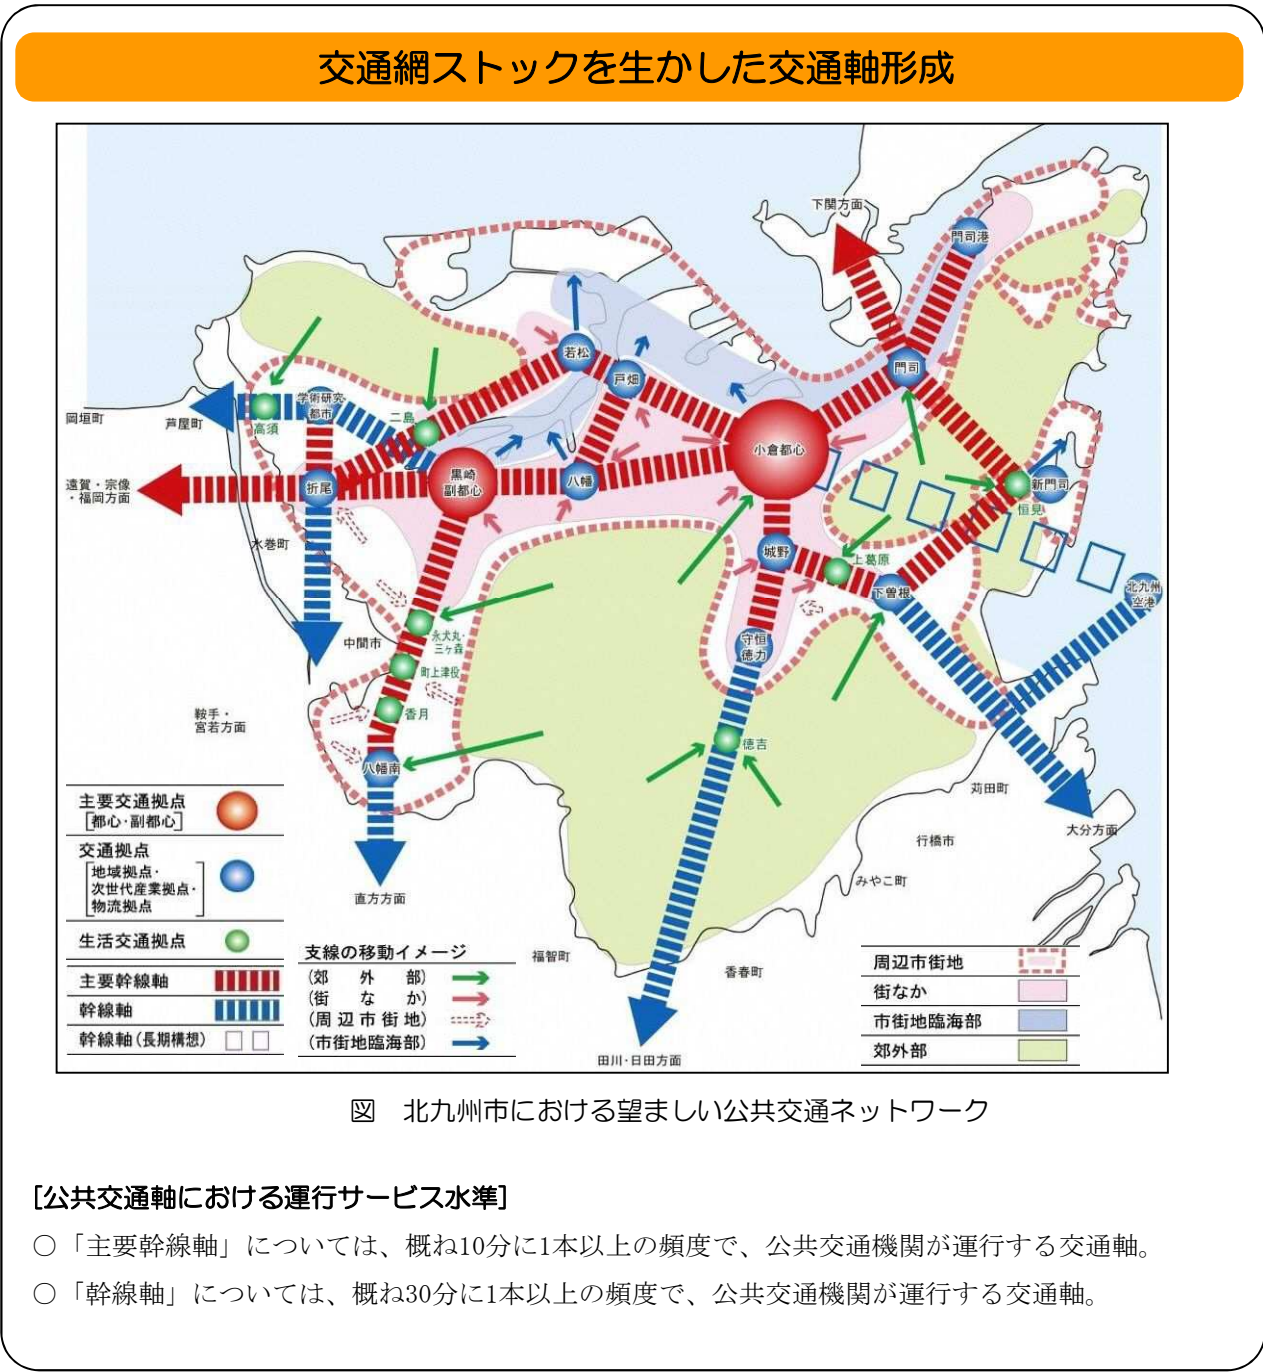 交通網ストックを生かした交通軸形成
下関方面
門司港
若松
戸畑
門司
学術研究
都市
高須
二島
岡垣町
芦屋町
小倉都心
黒崎
副都心
八幡
折尾
遠賀・宗像
・福岡方面
新門司
恒見
水巻町
城野
上葛原
下曽根
北九州
空港
中間市
永犬丸・
三ヶ森
守恒
徳力
町上津役
香月
鞍手・
宮若方面
徳吉
八幡南
苅田町
大分方面
行橋市
みやこ町
直方方面
福智町
香春町
田川・日田方面
主要交通拠点
[都心・副都心]
交通拠点
[地域拠点・
次世代産業拠点・
物流拠点]
生活交通拠点
主要幹線軸
幹線軸
幹線軸(長期構想)
支線の移動イメージ
(郊外部)
(街なか)
(周辺市街地)
(市街地臨海部)
周辺市街地
街なか
市街地臨海部
郊外部
図 北九州市における望ましい公共交通ネットワーク
[公共交通軸における運行サービス水準]
○「主要幹線軸」については、概ね10分に1本以上の頻度で、公共交通機関が運行する交通軸。
○「幹線軸」については、概ね30分に1本以上の頻度で、公共交通機関が運行する交通軸。